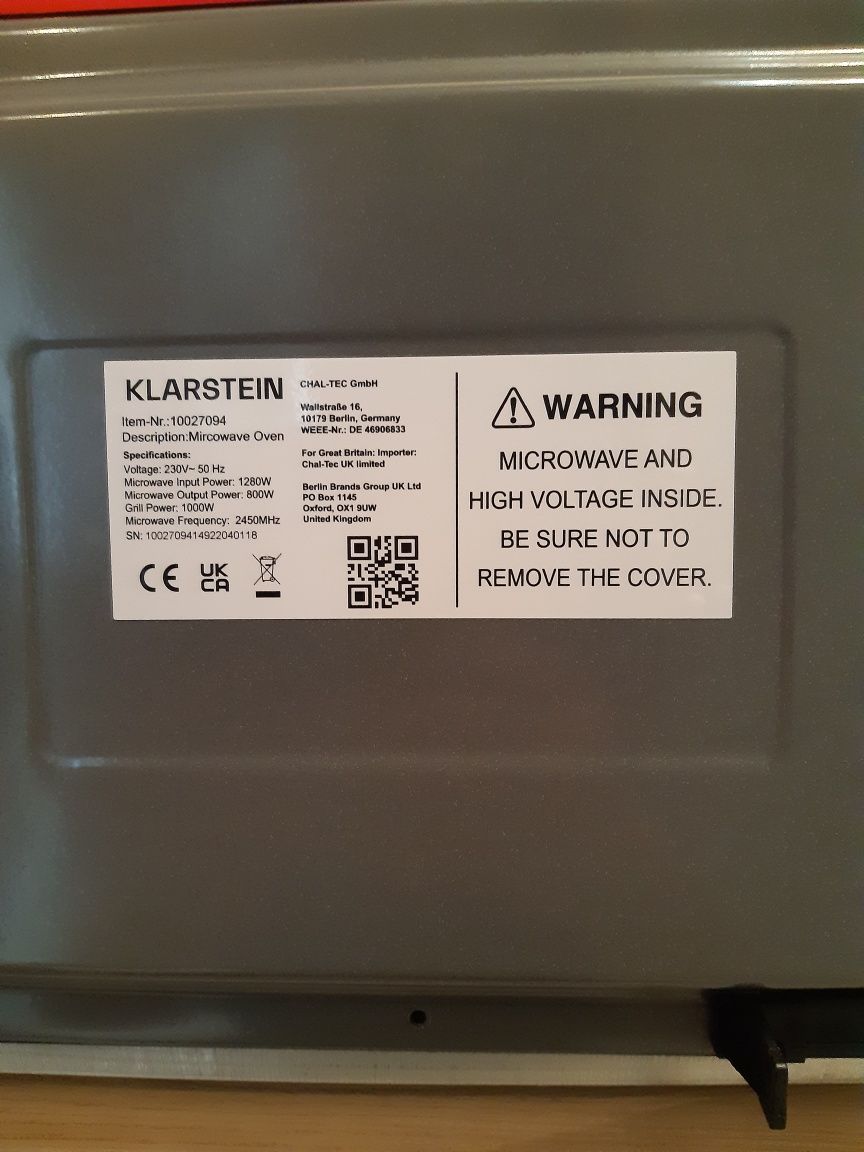 KLARSTEIN
Item-Nr.:10027094
Description:Mircowave Oven
Specifications:
Voltage: 230V~ 50 Hz
Microwave Input Power: 1280W
Microwave Output Power: 800W
Grill Power: 1000W
Microwave Frequency: 2450MHz
SN: 1002709414922040118
CE
UK
CA
CHAL-TEC GmbH
Wallstraße 16,
10179 Berlin, Germany
WEEE-Nr.: DE 46906833
For Great Britain: Importer:
Chal-Tec UK limited
Berlin Brands Group UK Ltd
PO Box 1145
Oxford, OX1 9UW
United Kingdom
WARNING
MICROWAVE AND
HIGH VOLTAGE INSIDE.
BE SURE NOT TO
REMOVE THE COVER.